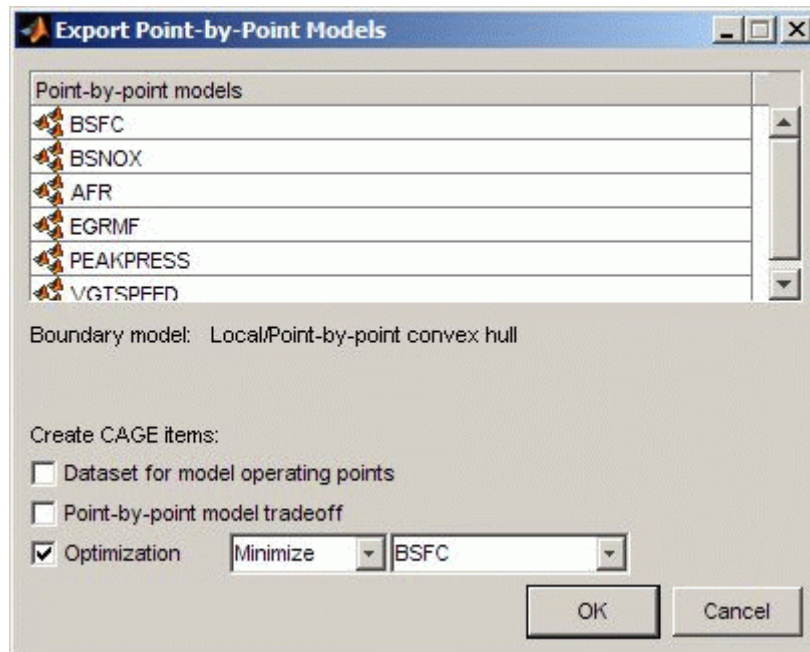 Export Point-by-Point Models
Point-by-point models
BSFC
BSNOX
AFR
EGRMF
PEAKPRESS
VGTSPEED
Boundary model: Local/Point-by-point convex hull
Create CAGE items:
Dataset for model operating points
Point-by-point model tradeoff
Optimization Minimize BSFC
OK Cancel